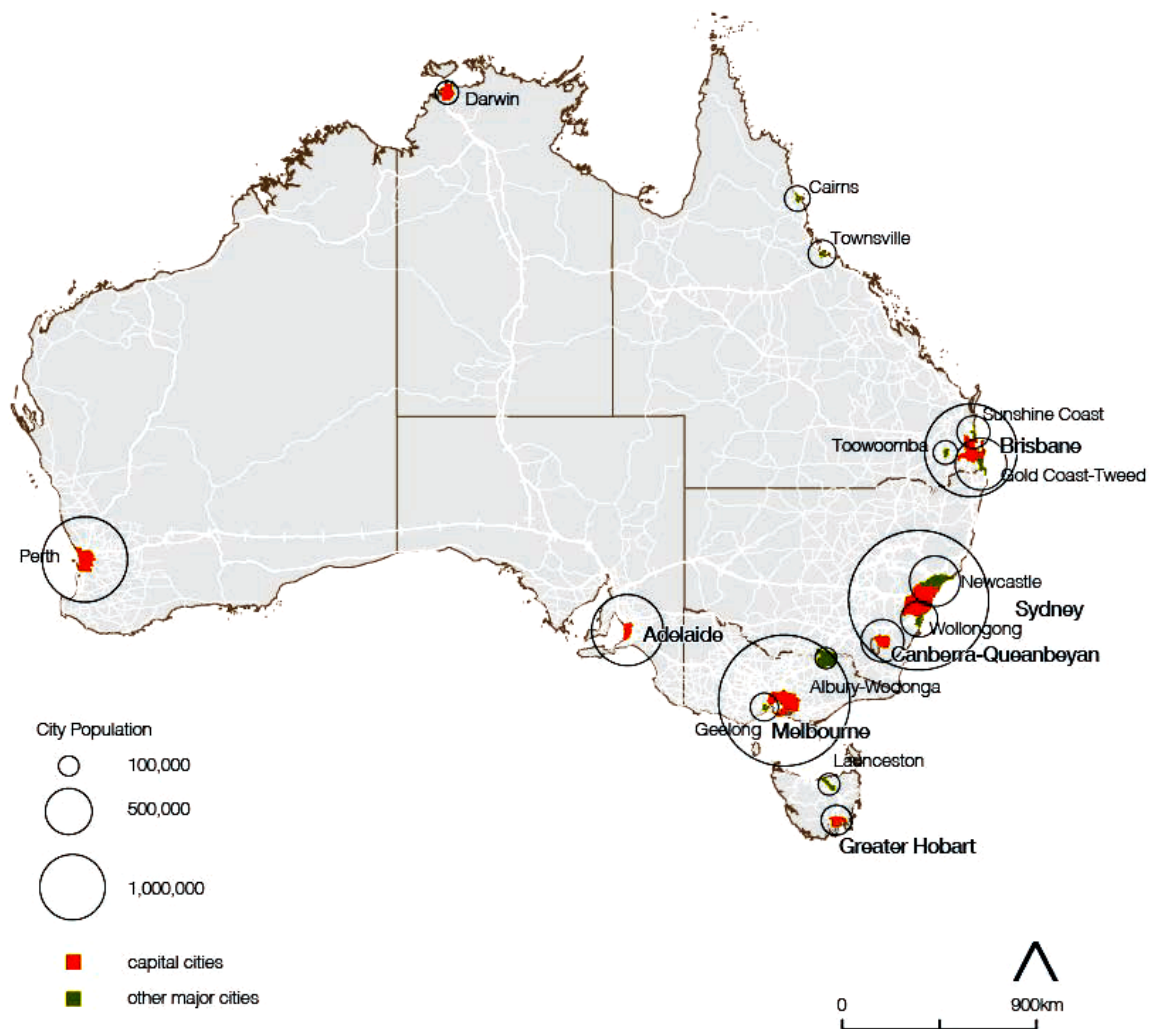 Darwin
Cairns
Townsville
Sunshine Coast
Toowoomba
Brisbane
Gold Coast-Tweed
Perth
Newcastle
Sydney
Wollongong
Adelaide
Canberra-Queanbeyan
Albury-Wodonga
Geelong
Melbourne
Launceston
Greater Hobart
City Population
100,000
500,000
1,000,000
capital cities
other major cities
0
900km